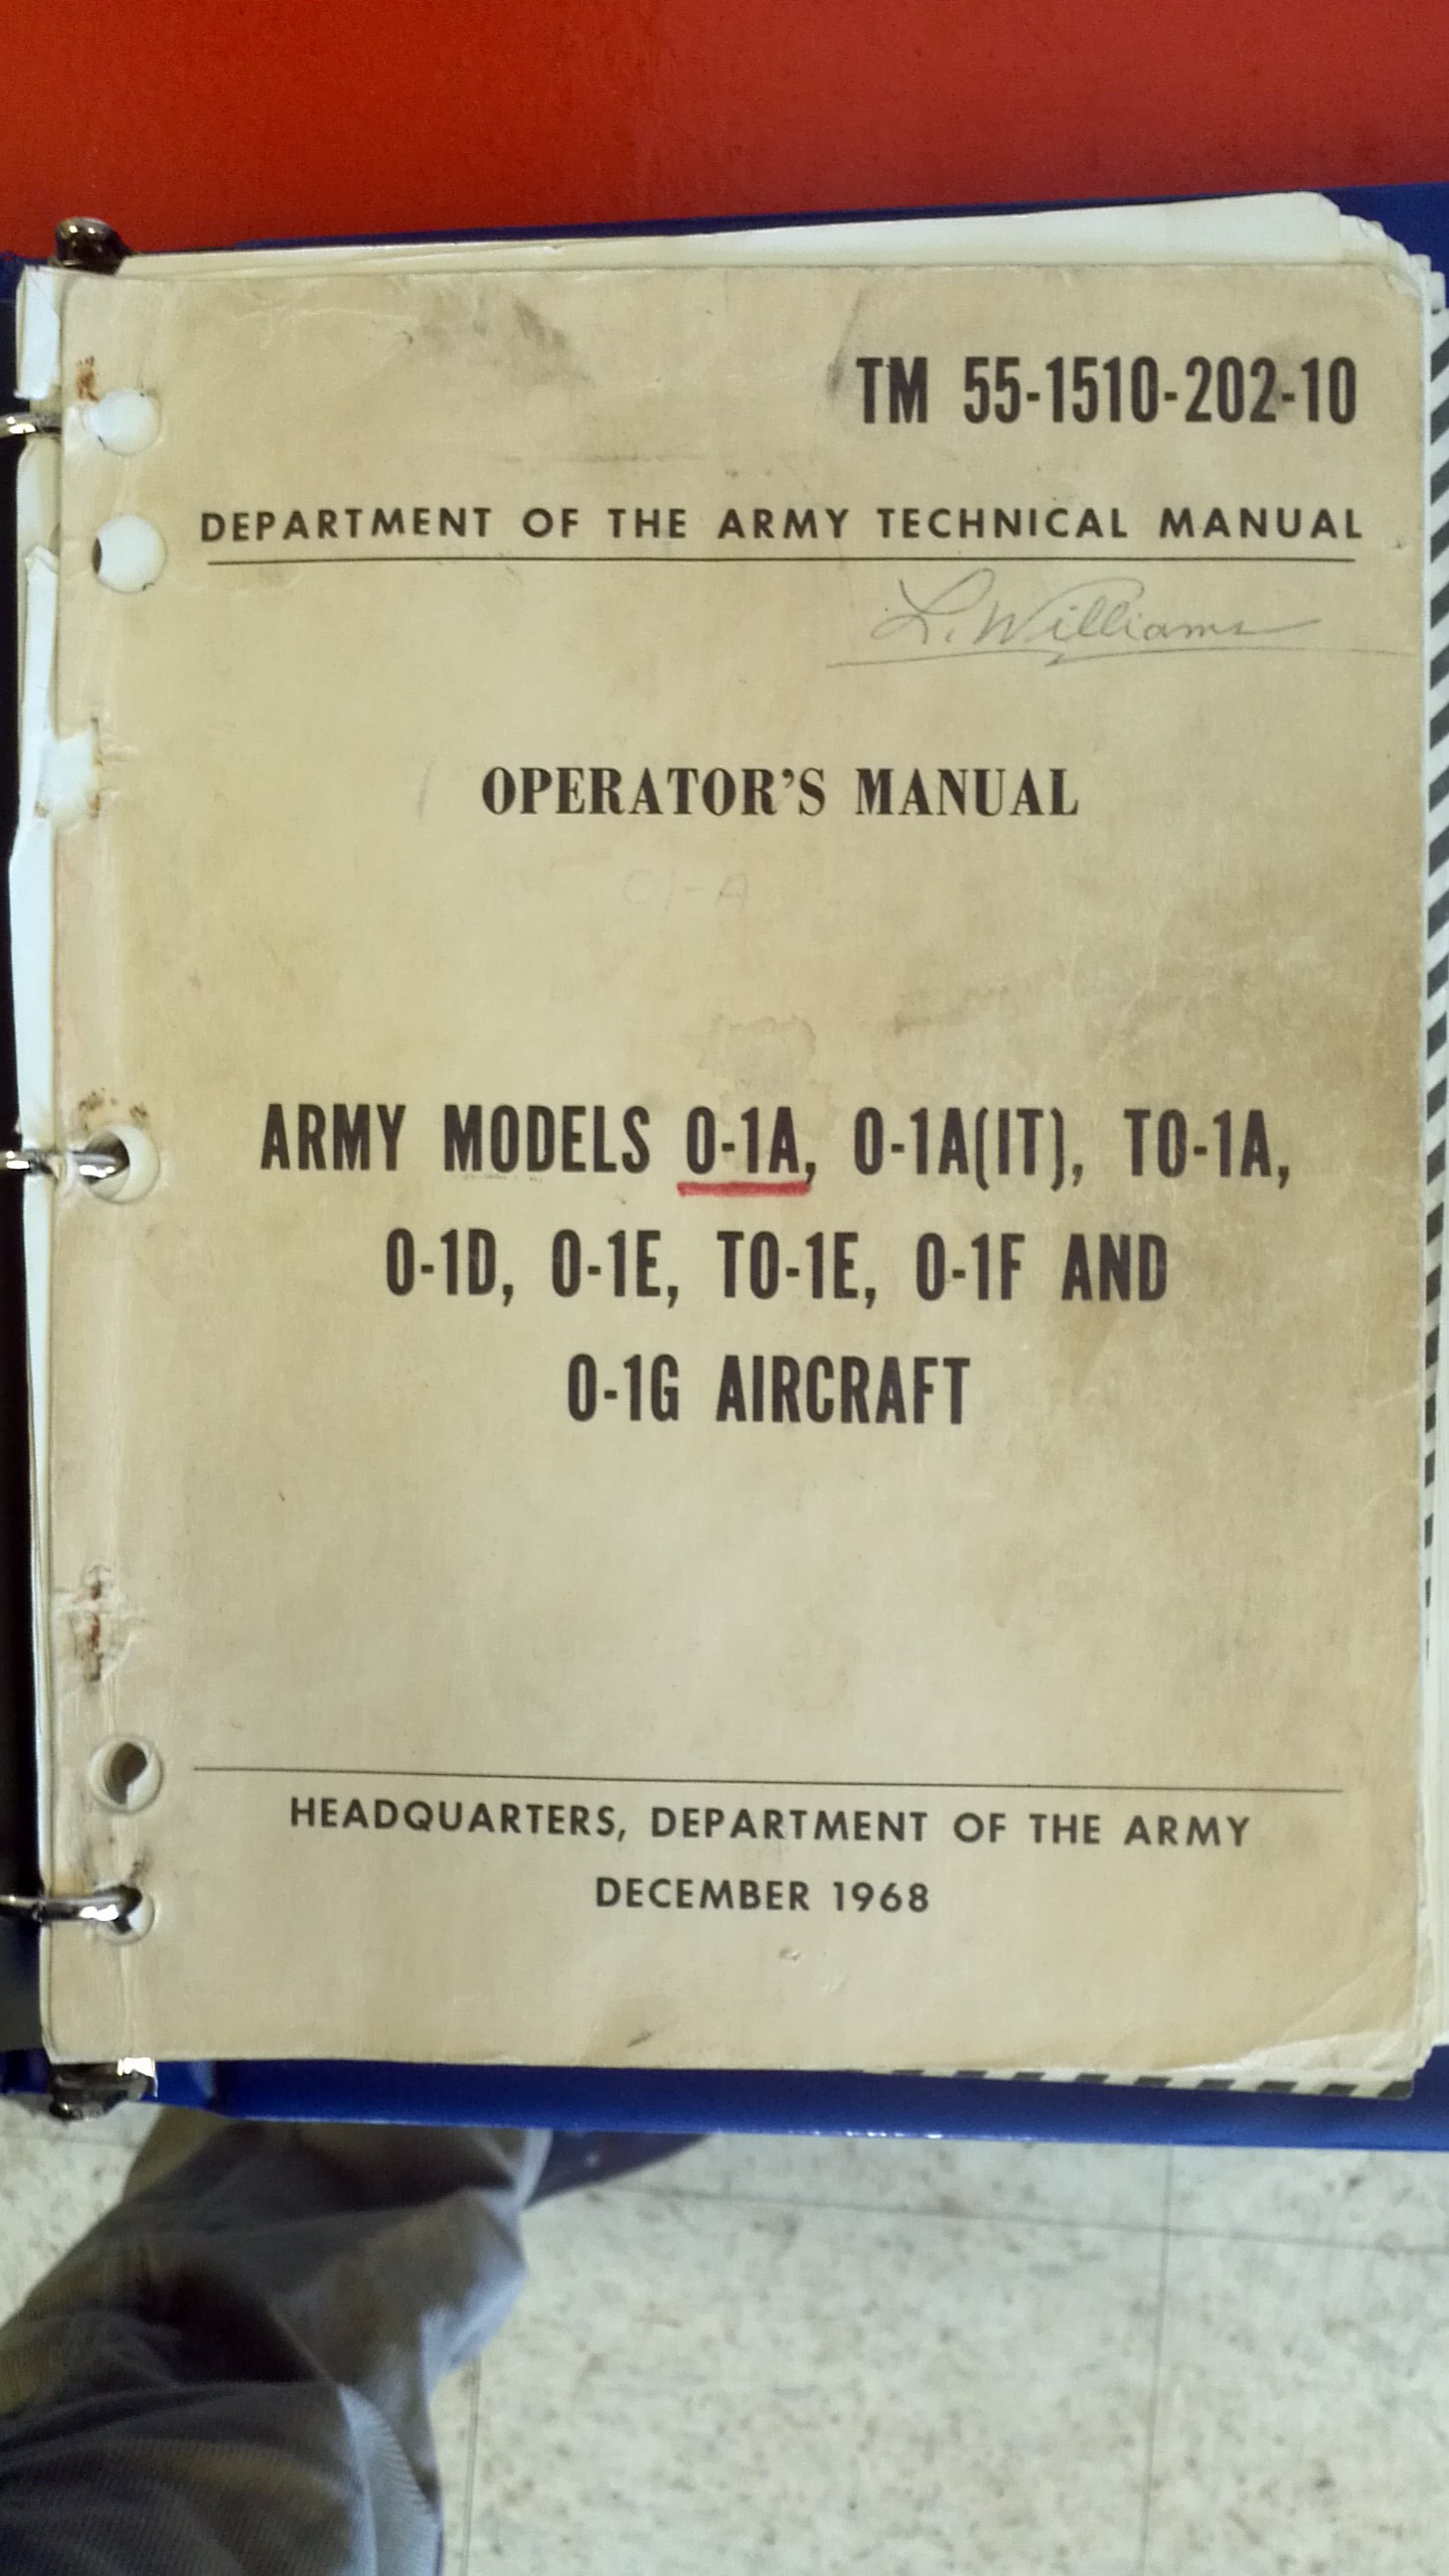 TM 55-1510-202-10
DEPARTMENT OF THE ARMY TECHNICAL MANUAL
L. Williams
OPERATOR'S MANUAL
O1-A
ARMY MODELS O-1A, O-1A(IT), TO-1A,
O-1D, O-1E, TO-1E, O-1F AND
O-1G AIRCRAFT
HEADQUARTERS, DEPARTMENT OF THE ARMY
DECEMBER 1968